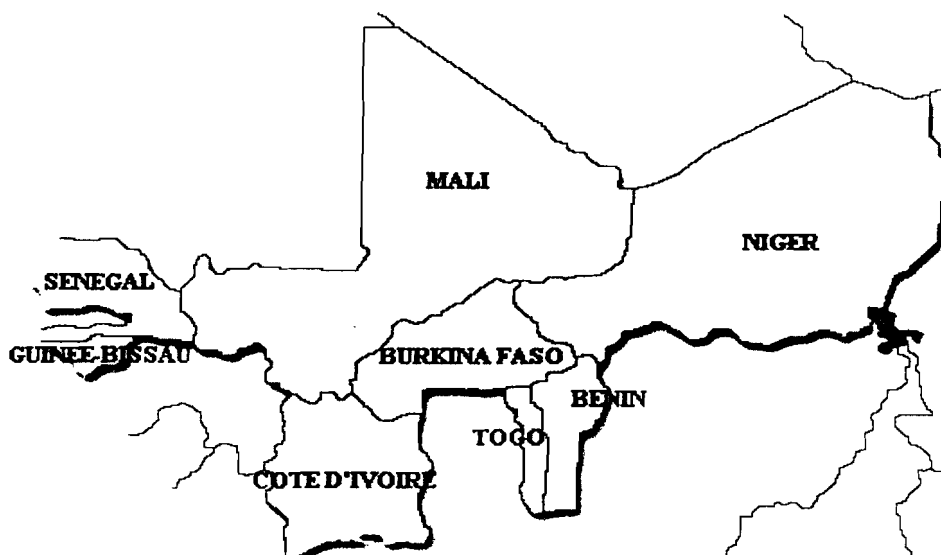 MALI
NIGER
SENEGAL
GUINEE-BISSAU
BURKINA FASO
BENIN
TOGO
COTE D'IVOIRE